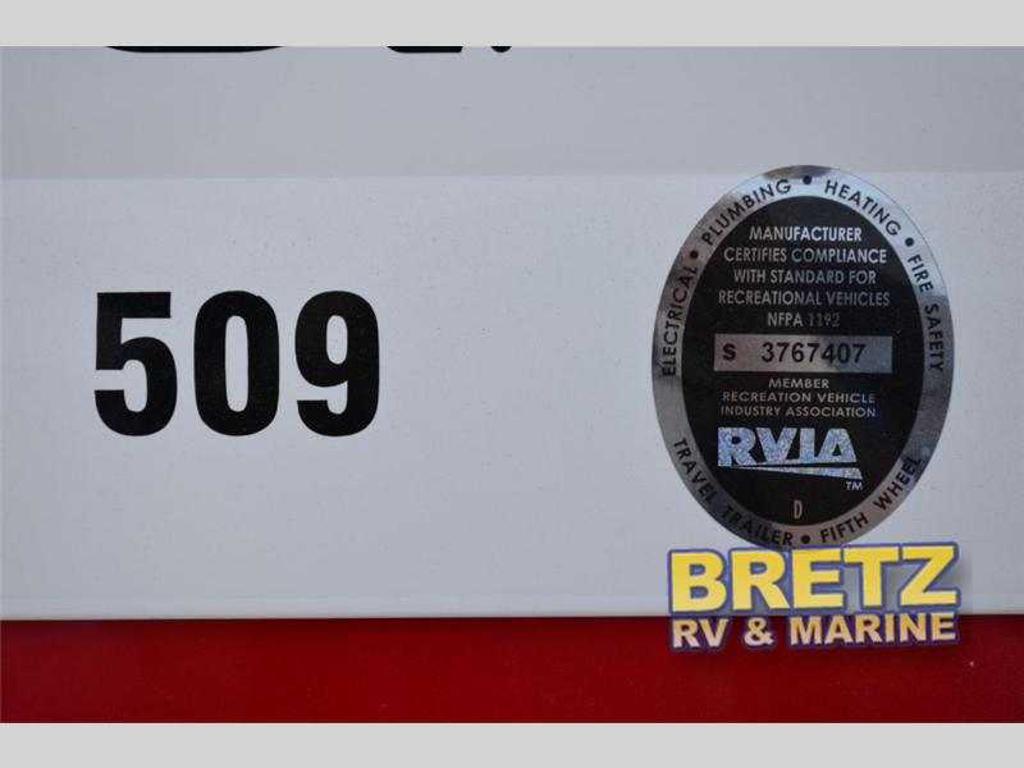 509
ELECTRICAL • PLUMBING • HEATING • FIRE SAFETY
MANUFACTURER
CERTIFIES COMPLIANCE
WITH STANDARD FOR
RECREATIONAL VEHICLES
NFPA 1192
S 3767407
MEMBER
RECREATION VEHICLE
INDUSTRY ASSOCIATION
RVIA
TM
D
TRAVEL TRAILER • FIFTH WHEEL
BRETZ
RV & MARINE